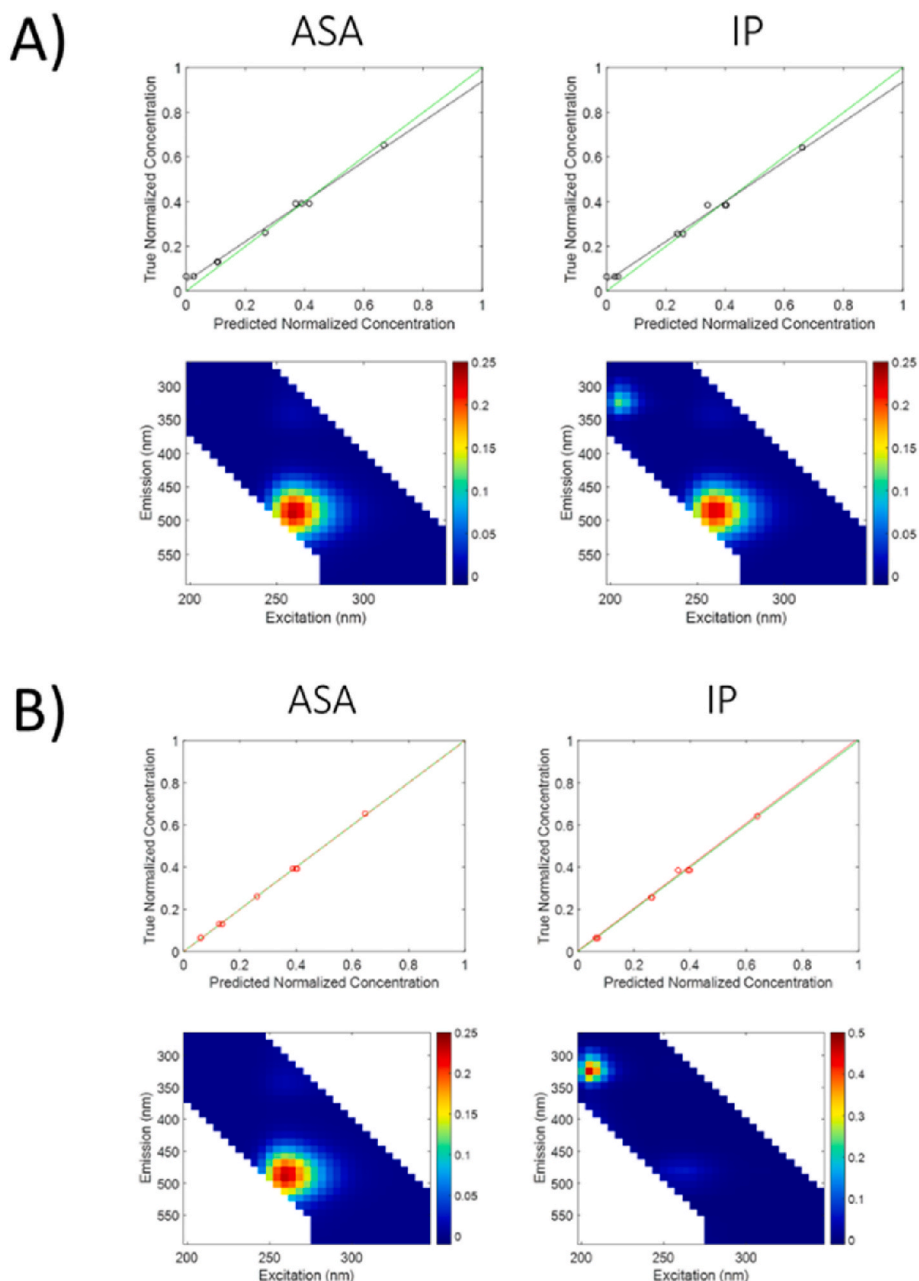 A)
ASA
IP
1
0.8
0.6
0.4
0.2
0
0 0.2 0.4 0.6 0.8 1
True Normalized Concentration
Predicted Normalized Concentration
1
0.8
0.6
0.4
0.2
0
0 0.2 0.4 0.6 0.8 1
True Normalized Concentration
Predicted Normalized Concentration
300
350
400
450
500
550
Emission (nm)
200 250 300
Excitation (nm)
0.25
0.2
0.15
0.1
0.05
0
300
350
400
450
500
550
Emission (nm)
200 250 300
Excitation (nm)
0.25
0.2
0.15
0.1
0.05
0
B)
ASA
IP
1
0.8
0.6
0.4
0.2
0
0 0.2 0.4 0.6 0.8 1
True Normalized Concentration
Predicted Normalized Concentration
1
0.8
0.6
0.4
0.2
0
0 0.2 0.4 0.6 0.8 1
True Normalized Concentration
Predicted Normalized Concentration
300
350
400
450
500
550
Emission (nm)
200 250 300
Excitation (nm)
0.25
0.2
0.15
0.1
0.05
0
300
350
400
450
500
550
Emission (nm)
200 250 300
Excitation (nm)
0.5
0.4
0.3
0.2
0.1
0